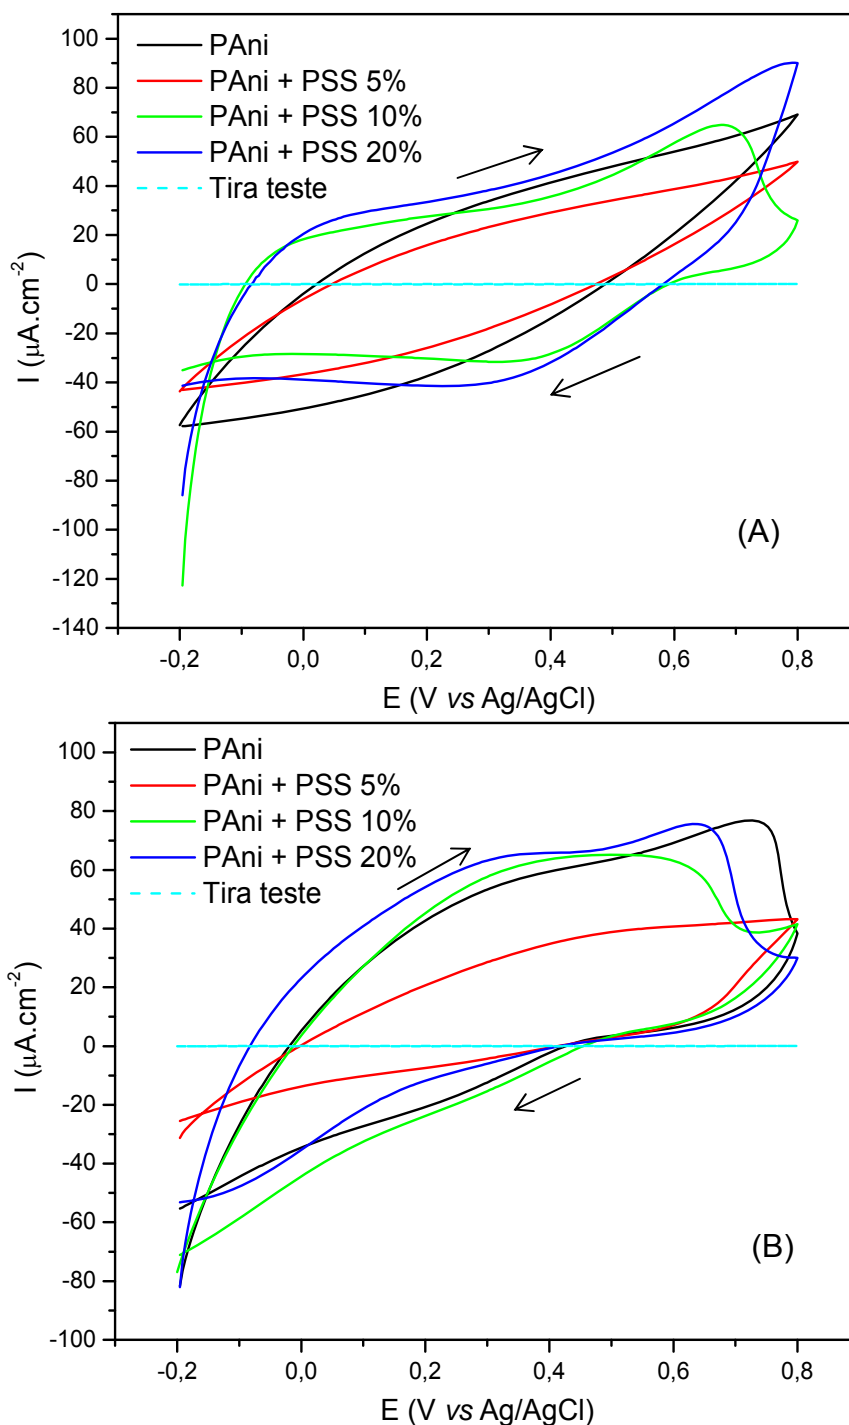 100
80
60
40
20
0
-20
-40
-60
-80
-100
-120
-140
I (μA.cm-2)
PAni
PAni + PSS 5%
PAni + PSS 10%
PAni + PSS 20%
Tira teste
(A)
-0,2 0,0 0,2 0,4 0,6 0,8
E (V vs Ag/AgCl)
100
80
60
40
20
0
-20
-40
-60
-80
-100
I (μA.cm-2)
PAni
PAni + PSS 5%
PAni + PSS 10%
PAni + PSS 20%
Tira teste
(B)
-0,2 0,0 0,2 0,4 0,6 0,8
E (V vs Ag/AgCl)